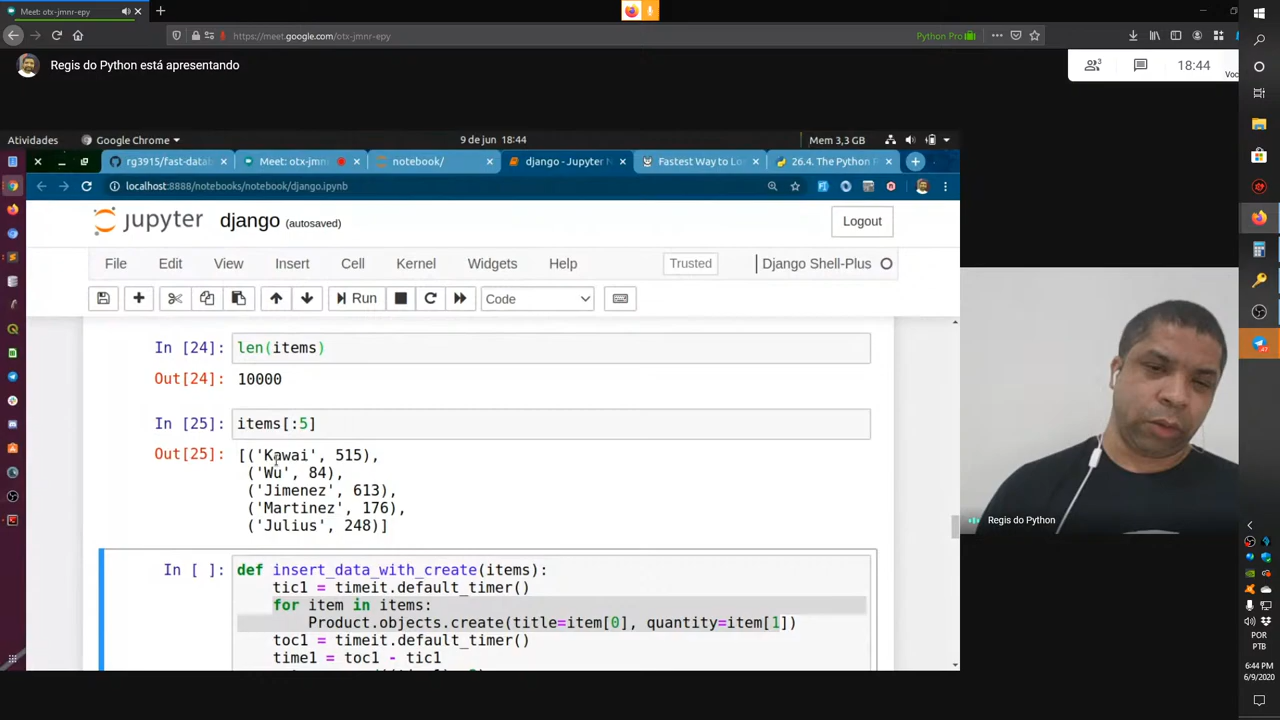 Meet: otx-jmnr-epy
https://meet.google.com/otx-jmnr-epy
Python Pro
Regis do Python está apresentando
3
18:44
Voc
Atividades
Google Chrome
9 de jun 18:44
Mem 3,3 GB
rg3915/fast-datab
Meet: otx-jmn
notebook/
django - Jupyter N
Fastest Way to Lo
26.4. The Python P
localhost:8888/notebooks/notebook/django.ipynb
jupyter
django (autosaved)
Logout
File
Edit
View
Insert
Cell
Kernel
Widgets
Help
Trusted
Django Shell-Plus
Run
Code
In [24]: len(items)
Out[24]: 10000
In [25]: items[:5]
Out[25]: [('Kawai', 515),
('Wu', 84),
('Jimenez', 613),
('Martinez', 176),
('Julius', 248)]
In [ ]: def insert_data_with_create(items):
tic1 = timeit.default_timer()
for item in items:
Product.objects.create(title=item[0], quantity=item[1])
toc1 = timeit.default_timer()
time1 = toc1 - tic1
Regis do Python
POR
PTB
6:44 PM
6/9/2020